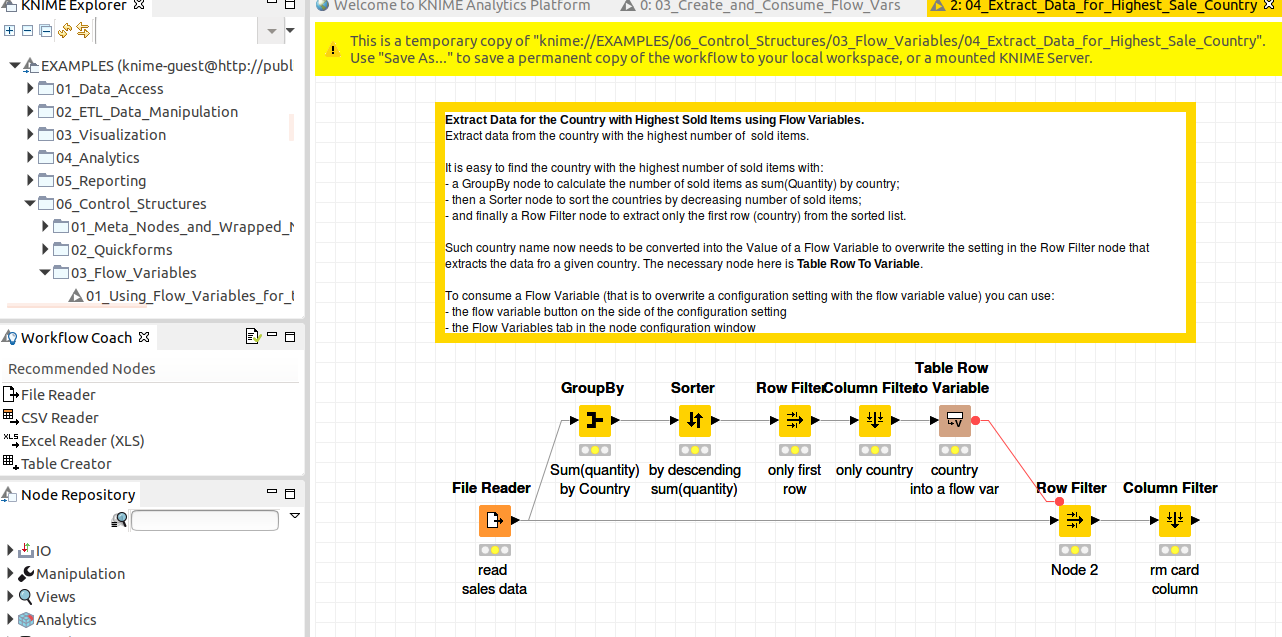 KNIME Explorer
Welcome to KNIME Analytics Platform
0: 03_Create_and_Consume_Flow_Vars
2: 04_Extract_Data_for_Highest_Sale_Country
This is a temporary copy of "knime://EXAMPLES/06_Control_Structures/03_Flow_Variables/04_Extract_Data_for_Highest_Sale_Country".
Use "Save As..." to save a permanent copy of the workflow to your local workspace, or a mounted KNIME Server.
EXAMPLES (knime-guest@http://publ
01_Data_Access
02_ETL_Data_Manipulation
03_Visualization
04_Analytics
05_Reporting
06_Control_Structures
01_Meta_Nodes_and_Wrapped_N
02_Quickforms
03_Flow_Variables
01_Using_Flow_Variables_for_t
Workflow Coach
Recommended Nodes
File Reader
CSV Reader
XLS
Excel Reader (XLS)
Table Creator
Node Repository
IO
Manipulation
Views
Analytics
Extract Data for the Country with Highest Sold Items using Flow Variables.
Extract data from the country with the highest number of sold items.
It is easy to find the country with the highest number of sold items with:
- a GroupBy node to calculate the number of sold items as sum(Quantity) by country;
- then a Sorter node to sort the countries by decreasing number of sold items;
- and finally a Row Filter node to extract only the first row (country) from the sorted list.
Such country name now needs to be converted into the Value of a Flow Variable to overwrite the setting in the Row Filter node that
extracts the data fro a given country. The necessary node here is Table Row To Variable.
To consume a Flow Variable (that is to overwrite a configuration setting with the flow variable value) you can use:
- the flow variable button on the side of the configuration setting
- the Flow Variables tab in the node configuration window
GroupBy
Sum(quantity)
by Country
Sorter
by descending
sum(quantity)
Row Filter
only first
row
Column Filter
only country
Table Row
to Variable
V
country
into a flow var
File Reader
read
sales data
Row Filter
Node 2
Column Filter
rm card
column